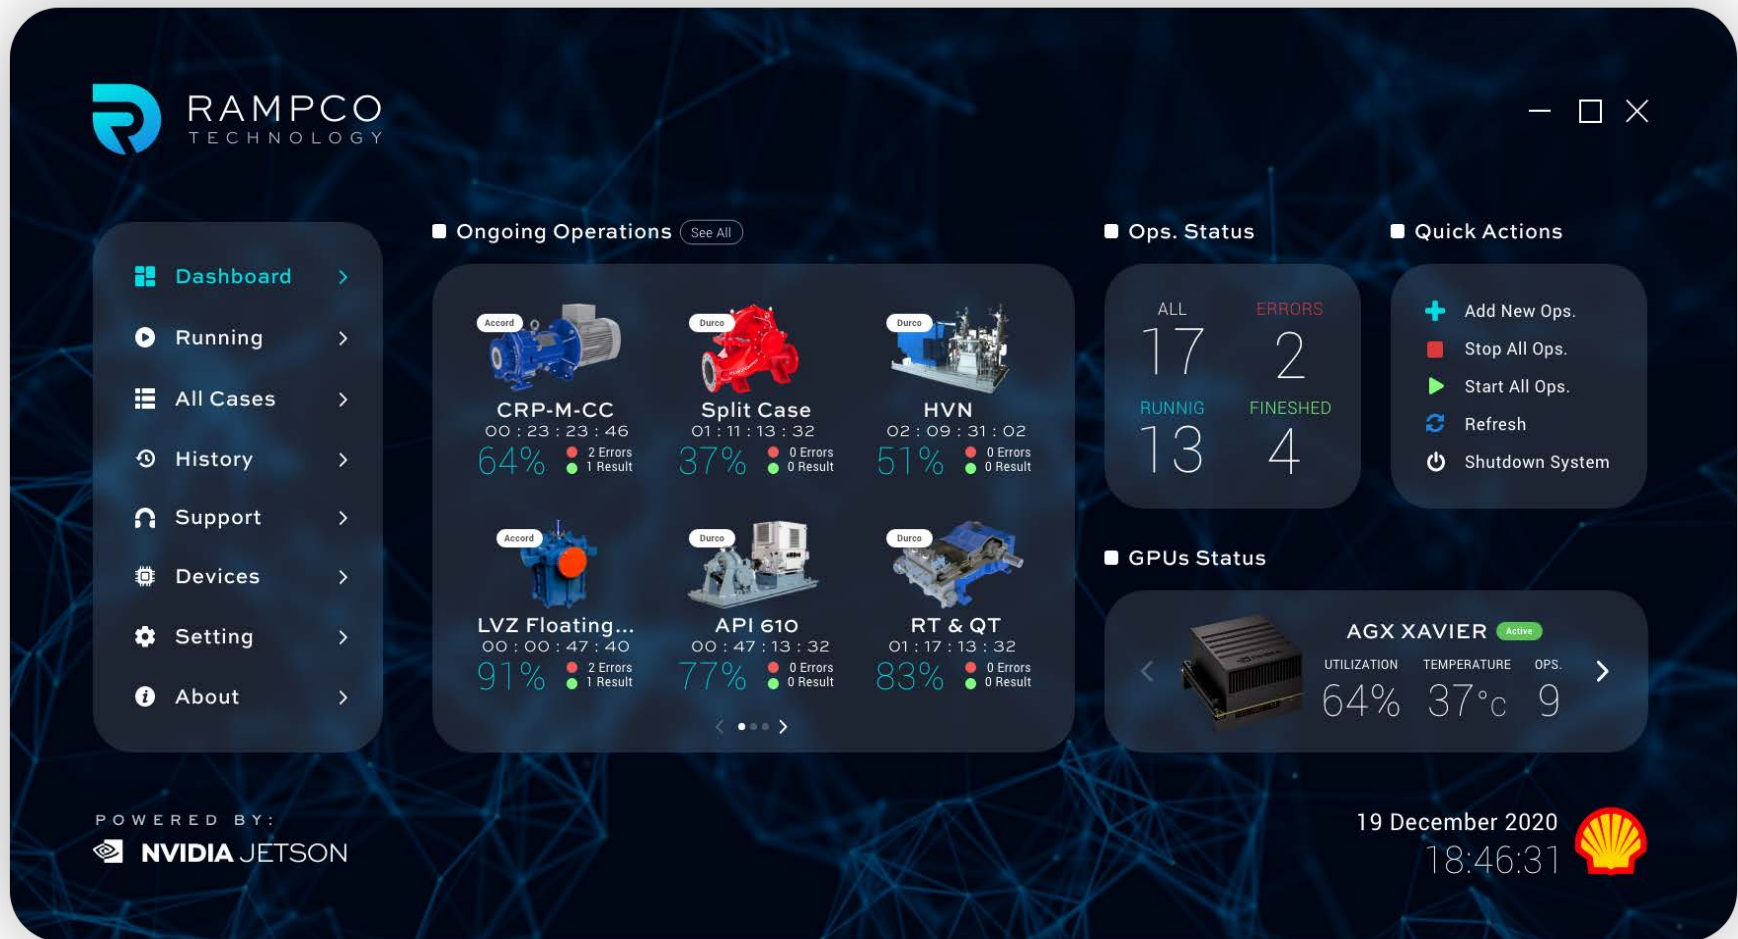 RAMPCO
TECHNOLOGY
Dashboard
Running
All Cases
History
Support
Devices
Setting
About
Ongoing Operations See All
Accord
CRP-M-CC
00 : 23 : 23 : 46
64%
2 Errors
1 Result
Durco
Split Case
01 : 11 : 13 : 32
37%
0 Errors
0 Result
Durco
HVN
02 : 09 : 31 : 02
51%
0 Errors
0 Result
Accord
LVZ Floating...
00 : 00 : 47 : 40
91%
2 Errors
1 Result
Durco
API 610
00 : 47 : 13 : 32
77%
0 Errors
0 Result
Durco
RT & QT
01 : 17 : 13 : 32
83%
0 Errors
0 Result
Ops. Status
ALL
17
ERRORS
2
RUNNIG
13
FINESHED
4
Quick Actions
Add New Ops.
Stop All Ops.
Start All Ops.
Refresh
Shutdown System
GPUs Status
AGX XAVIER Active
UTILIZATION TEMPERATURE OPS.
64% 37°C 9
POWERED BY:
NVIDIA JETSON
19 December 2020
18:46:31